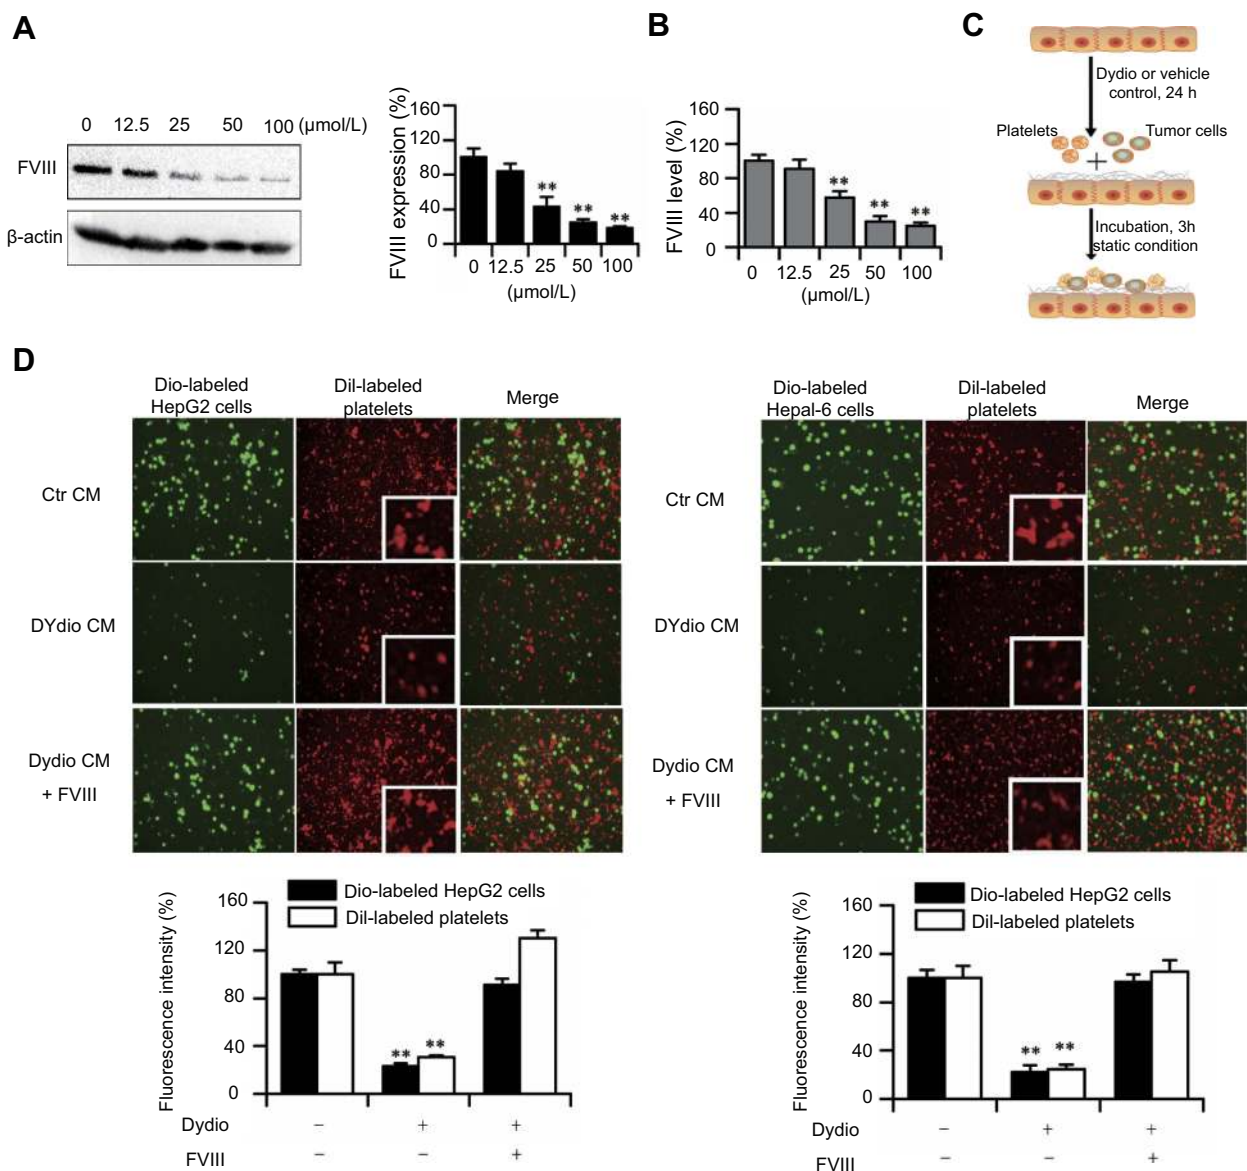 A
0 12.5 25 50 100 (μmol/L)
FVIII
β-actin
FVIII expression (%)
160
120
80
40
0
**
**
**
0 12.5 25 50 100
(μmol/L)
B
FVIII level (%)
160
120
80
40
0
**
**
**
0 12.5 25 50 100
(μmol/L)
C
Dydio or vehicle
control, 24 h
Platelets
Tumor cells
+
Incubation, 3h
static condition
D
Dio-labeled
HepG2 cells
Dil-labeled
platelets
Merge
Ctr CM
DYdio CM
Dydio CM
+ FVIII
Dio-labeled
Hepal-6 cells
Dil-labeled
platelets
Merge
Ctr CM
DYdio CM
Dydio CM
+ FVIII
Fluorescence intensity (%)
160
120
80
40
0
Dio-labeled HepG2 cells
Dil-labeled platelets
** **
Dydio − + +
FVIII − − +
Fluorescence intensity (%)
160
120
80
40
0
Dio-labeled HepG2 cells
Dil-labeled platelets
** **
Dydio − + +
FVIII − − +